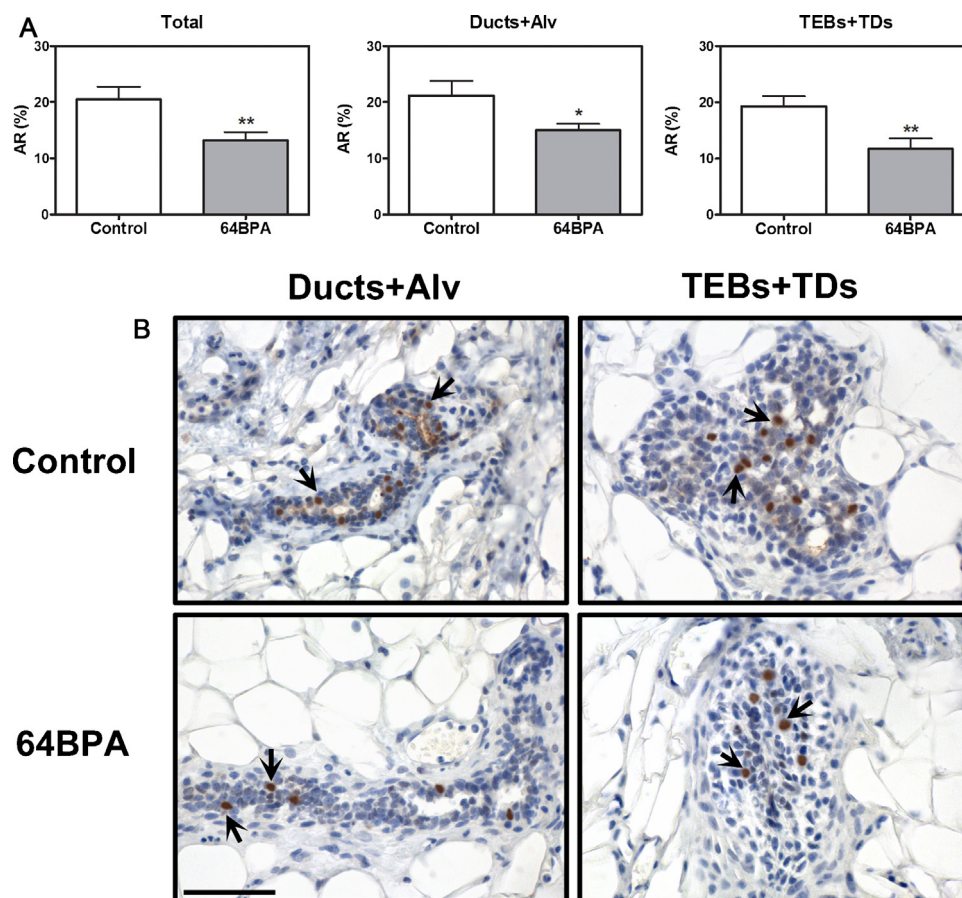 A
Total
Ducts+Alv
TEBs+TDs
AR (%)
30
20
10
0
**
Control
64BPA
AR (%)
30
20
10
0
*
Control
64BPA
AR (%)
30
20
10
0
**
Control
64BPA
Ducts+Alv
TEBs+TDs
B
Control
64BPA